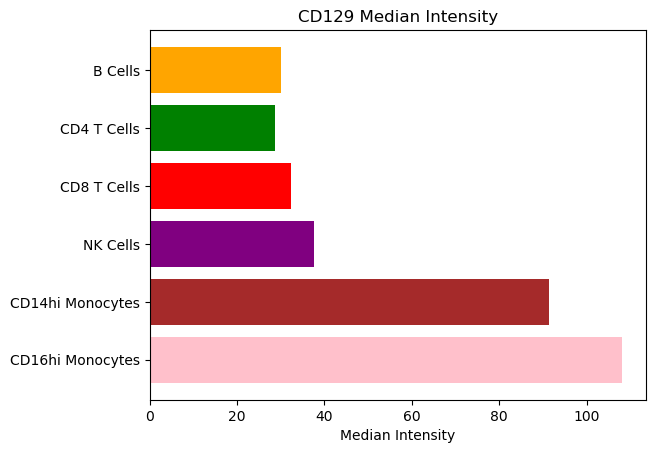 CD129 Median Intensity
B Cells
CD4 T Cells
CD8 T Cells
NK Cells
CD14hi Monocytes
CD16hi Monocytes
0 20 40 60 80 100
Median Intensity